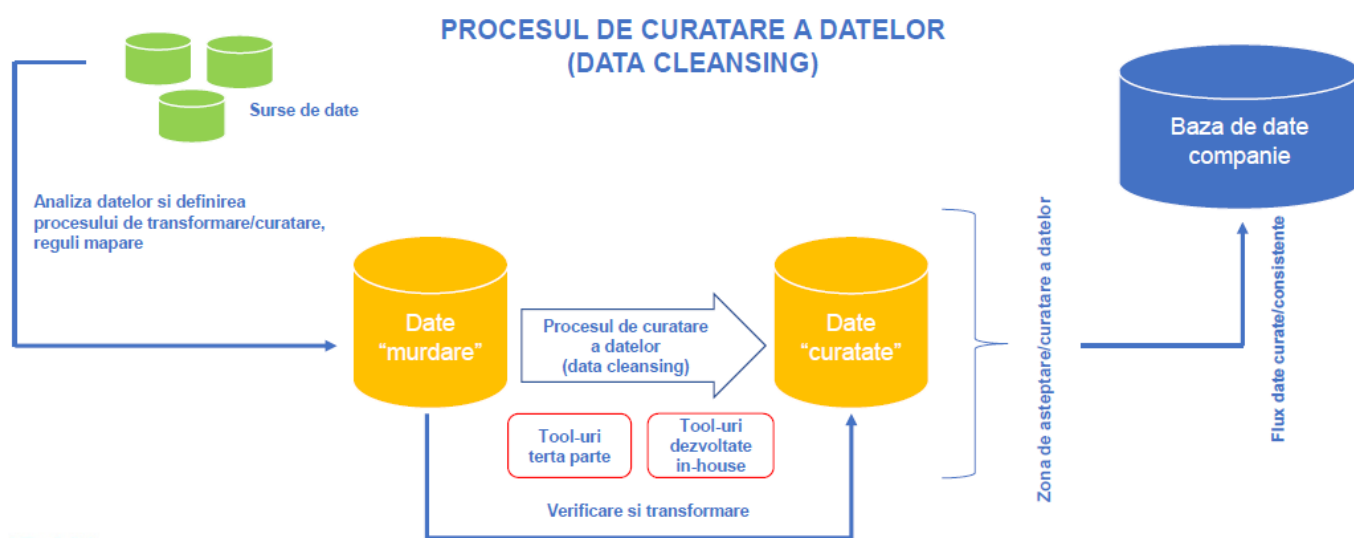 PROCESUL DE CURATARE A DATELOR
(DATA CLEANSING)
Surse de date
Baza de date
companie
Analiza datelor si definirea
procesului de transformare/curatare,
reguli mapare
Date
“murdare”
Procesul de curatare
a datelor
(data cleansing)
Date
“curatate”
Tool-uri
terta parte
Tool-uri
dezvoltate
in-house
Verificare si transformare
Zona de asteptare/curatare a datelor
Flux date curate/consistente